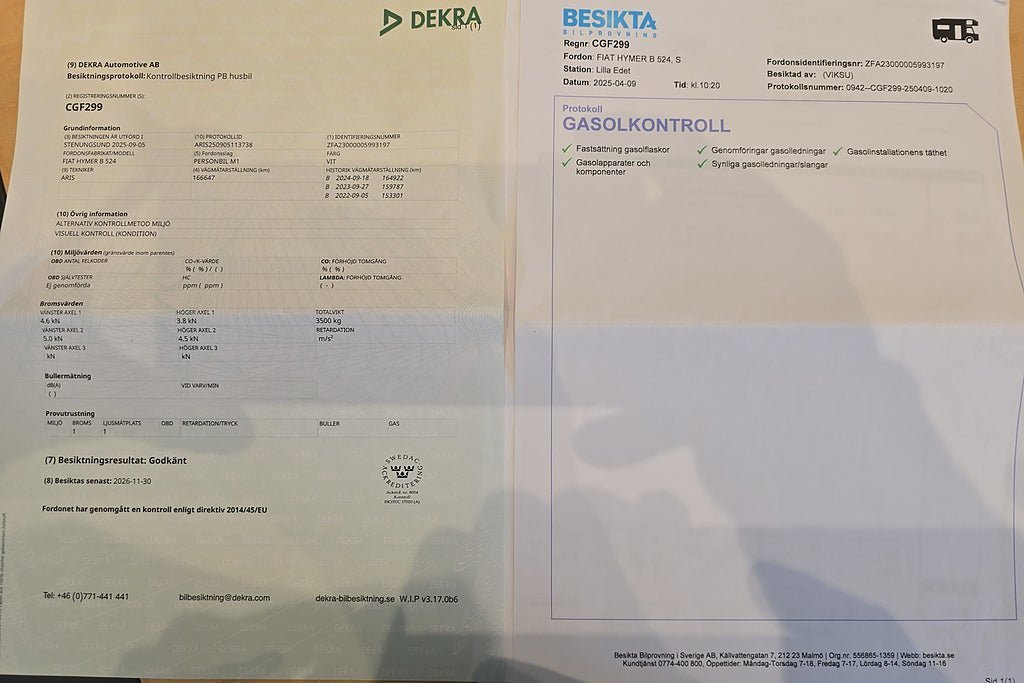 DEKRA
sid 1 (1)
(9) DEKRA Automotive AB
Besiktningsprotokoll: Kontrollbesiktning PB husbil
(2) REGISTRERINGSNUMMER (S):
CGF299
Grundinformation
(3) BESIKTNINGEN ÄR UTFÖRD I
STENUNGSUND 2025-09-05
(10) PROTOKOLLID
ARIS250905113738
(1) IDENTIFIERINGSNUMMER
ZFA23000005993197
FORDONSFABRIKAT/MODELL
FIAT HYMER B 524
(5) Fordonsslag
PERSONBIL M1
FÄRG
VIT
(9) TEKNIKER
ARIS
(4) VÄGMÄTARSTÄLLNING (km)
166647
HISTORIK VÄGMÄTARSTÄLLNING (km)
B 2024-09-18 164922
B 2023-09-27 159787
B 2022-09-05 153301
(10) Övrig information
ALTERNATIV KONTROLLMETOD MILJÖ
VISUELL KONTROLL (KONDITION)
(10) Miljövärden (gränsvärde inom parentes)
OBD ANTAL FELKODER
CO-/K-VÄRDE
% ( % ) / ( )
CO: FÖRHÖJD TOMGÅNG
% ( % )
OBD SJÄLVTESTER
Ej genomförda
HC
ppm ( ppm )
LAMBDA: FÖRHÖJD TOMGÅNG
( - )
Bromsvärden
VÄNSTER AXEL 1
4.6 kN
HÖGER AXEL 1
3.8 kN
TOTALVIKT
3500 kg
VÄNSTER AXEL 2
5.0 kN
HÖGER AXEL 2
4.5 kN
RETARDATION
m/s²
VÄNSTER AXEL 3
kN
HÖGER AXEL 3
kN
Bullermätning
dB(A)
( )
VID VARV/MIN
Provutrustning
MILJÖ BROMS LJUSMÄTPLATS OBD RETARDATION/TRYCK BULLER GAS
1 1
(7) Besiktningsresultat: Godkänt
(8) Besiktas senast: 2026-11-30
SWEDAC ACKREDITERING
Kontroll
Fordonet har genomgått en kontroll enligt direktiv 2014/45/EU
Tel: +46 (0)771-441 441 bilbesiktning@dekra.com dekra-bilbesiktning.se W.I.P v3.17.0b6
BESIKTA
BILPROVNING
Regnr: CGF299
Fordon: FIAT HYMER B 524, S
Station: Lilla Edet
Datum: 2025-04-09 Tid: kl.10:20
Fordonsidentifieringsnr: ZFA23000005993197
Besiktad av: (VIKSU)
Protokollsnummer: 0942--CGF299-250409-1020
Protokoll
GASOLKONTROLL
Fastsättning gasolflaskor
Genomföringar gasolledningar
Gasolinstallationens täthet
Gasolapparater och
komponenter
Synliga gasolledningar/slangar
Besikta Bilprovning i Sverige AB, Källvattengatan 7, 212 23 Malmö | Org.nr. 556865-1359 | Webb: besikta.se
Kundtjänst 0774-400 800, Öppettider: Måndag-Torsdag 7-18, Fredag 7-17, Lördag 8-14, Söndag 11-16
Sid 1(1)